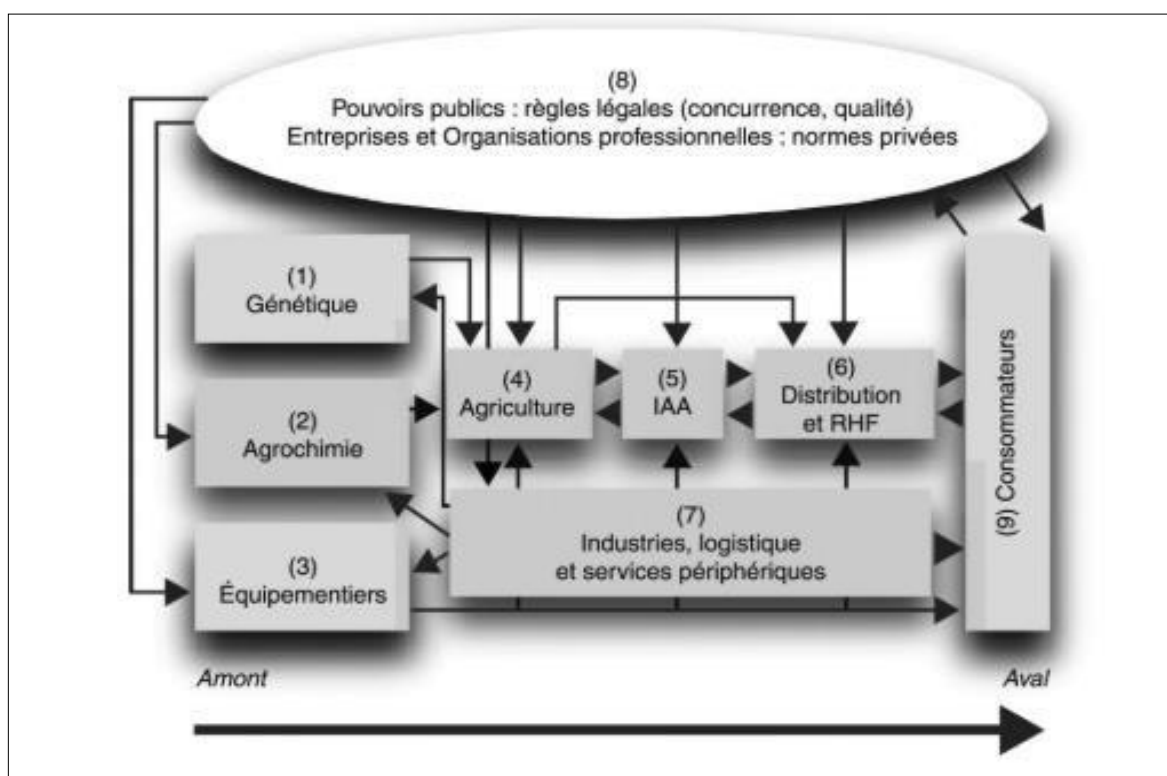 (8)
Pouvoirs publics : règles légales (concurrence, qualité)
Entreprises et Organisations professionnelles : normes privées
(1)
Génétique
(2)
Agrochimie
(3)
Équipementiers
(4)
Agriculture
(5)
IAA
(6)
Distribution
et RHF
(7)
Industries, logistique
et services périphériques
(9) Consommateurs
Amont
Aval